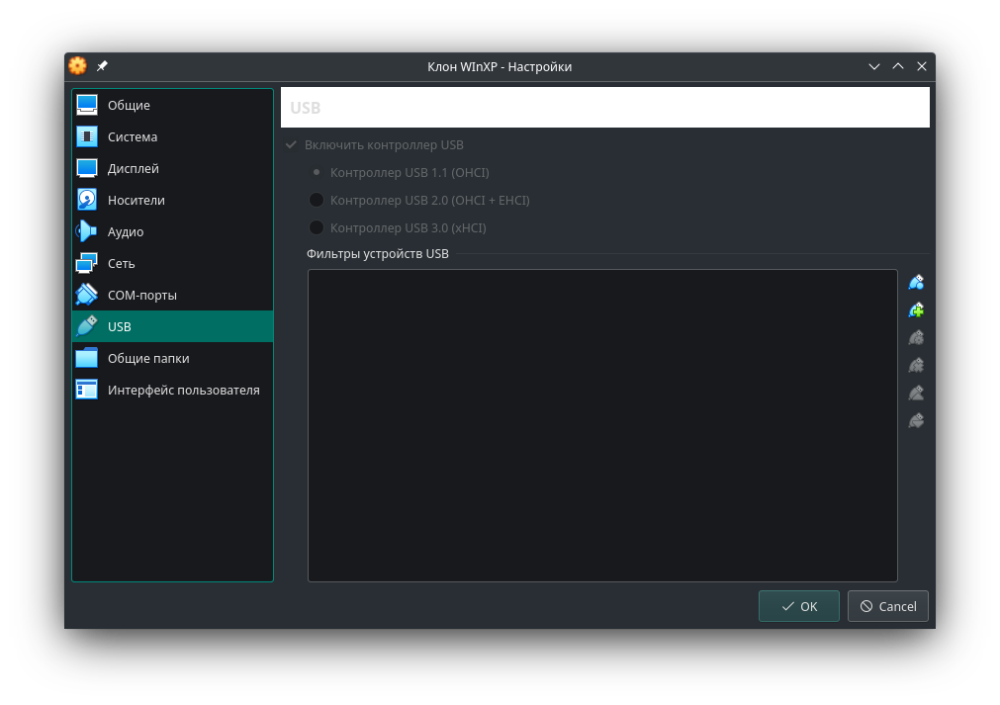 Клон WInXP - Настройки
Общие
Система
Дисплей
Носители
Аудио
Сеть
COM-порты
USB
Общие папки
Интерфейс пользователя
USB
Включить контроллер USB
Контроллер USB 1.1 (OHCI)
Контроллер USB 2.0 (OHCI + EHCI)
Контроллер USB 3.0 (xHCI)
Фильтры устройств USB
OK
Cancel